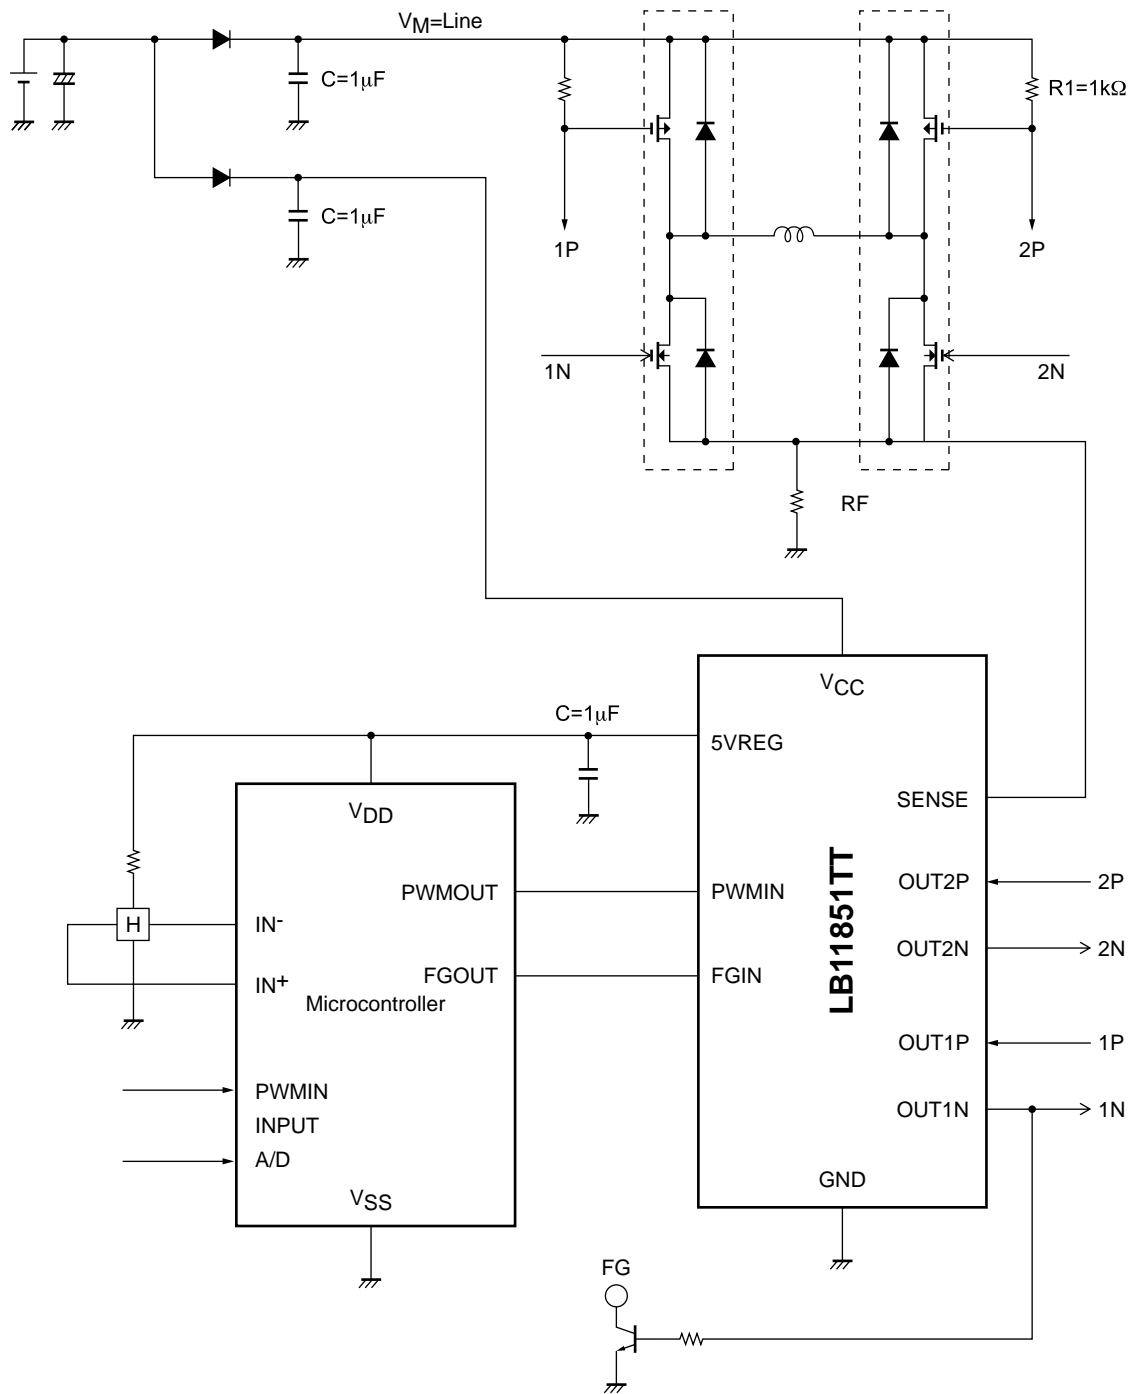 VM=Line
C=1μF
R1=1kΩ
C=1μF
1P
2P
1N
2N
RF
VCC
C=1μF
5VREG
VDD
SENSE
LB11851TT
PWMOUT
PWMIN
OUT2P
2P
H
IN-
OUT2N
2N
IN+
FGOUT
FGIN
Microcontroller
OUT1P
1P
PWMIN
OUT1N
1N
INPUT
A/D
VSS
GND
FG